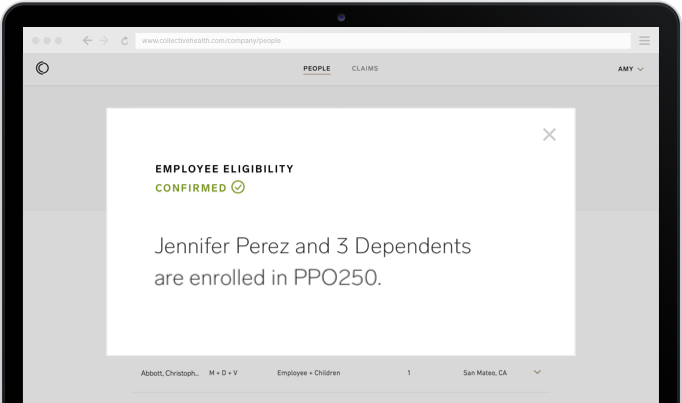 www.collectivehealth.com/company/people
PEOPLE CLAIMS AMY
EMPLOYEE ELIGIBILITY
CONFIRMED
Jennifer Perez and 3 Dependents
are enrolled in PPO250.
Abbott, Christoph.. M + D + V Employee + Children 1 San Mateo, CA